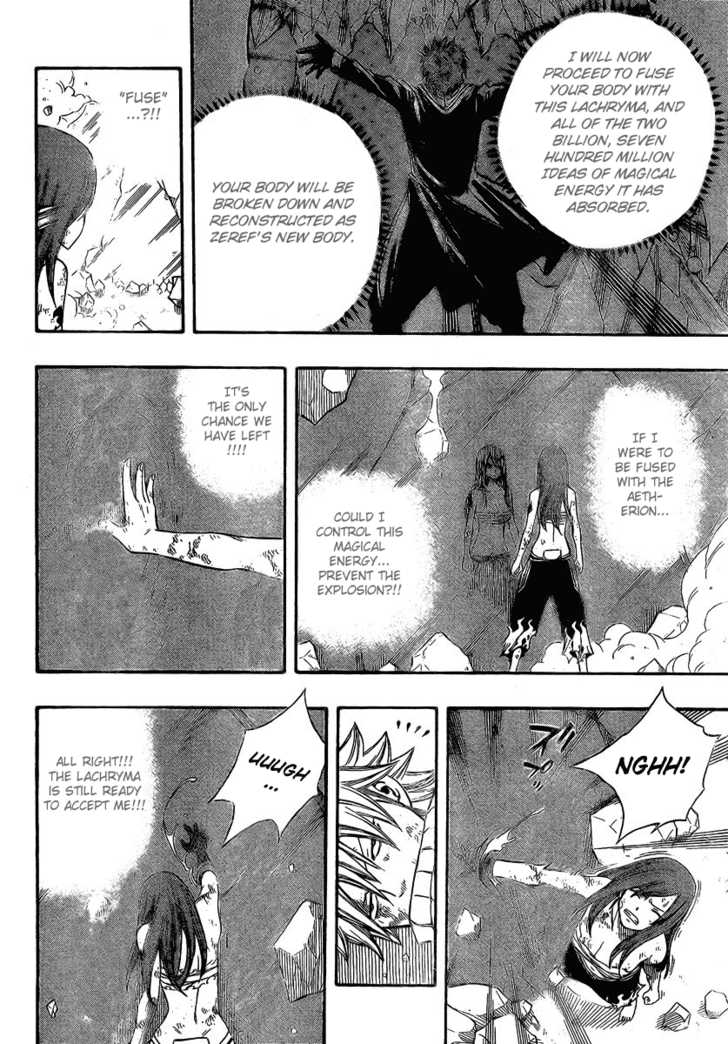 I WILL NOW
PROCEED TO FUSE
YOUR BODY WITH
THIS LACHRYMA, AND
ALL OF THE TWO
BILLION, SEVEN
HUNDRED MILLION
IDEAS OF MAGICAL
ENERGY IT HAS
ABSORBED.
YOUR BODY WILL BE
BROKEN DOWN AND
RECONSTRUCTED AS
ZEREF'S NEW BODY.
"FUSE"
...?!!
IF I
WERE TO
BE FUSED
WITH THE
AETH-
ERION...
COULD I
CONTROL THIS
MAGICAL
ENERGY...
PREVENT THE
EXPLOSION?!!
IT'S
THE ONLY
CHANCE WE
HAVE LEFT
!!!!
NGHH!
UUUGH
...
ALL RIGHT!!!
THE LACHRYMA
IS STILL READY
TO ACCEPT ME!!!